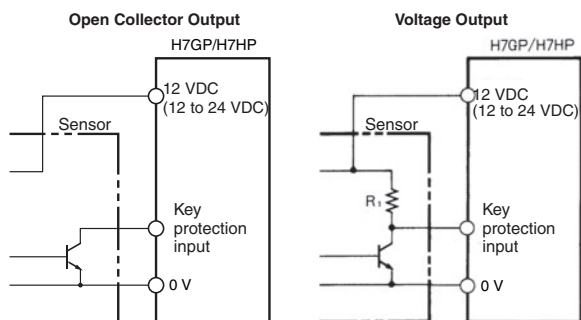 Open Collector Output
H7GP/H7HP
12 VDC
(12 to 24 VDC)
Sensor
Key
protection
input
0 V
Voltage Output
H7GP/H7HP
12 VDC
(12 to 24 VDC)
Sensor
R₁
Key
protection
input
0 V